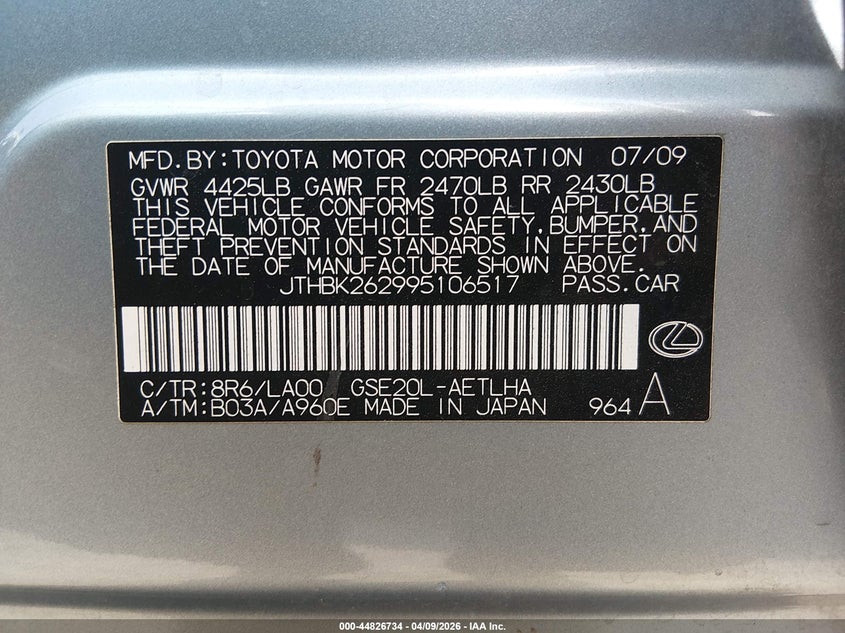 MFD.BY:TOYOTA MOTOR CORPORATION 07/09
GVWR 4425LB GAWR FR 2470LB RR 2430LB
THIS VEHICLE CONFORMS TO ALL APPLICABLE
FEDERAL MOTOR VEHICLE SAFETY,BUMPER,AND
THEFT PREVENTION STANDARDS IN EFFECT ON
THE DATE OF MANUFACTURE SHOWN ABOVE.
JTHBK262995106517 PASS.CAR
C/TR:8R6/LA00 GSE20L-AETLHA
A/TM:B03A/A960E MADE IN JAPAN 964 A
000-44826734 - 04/09/2026 - IAA Inc.